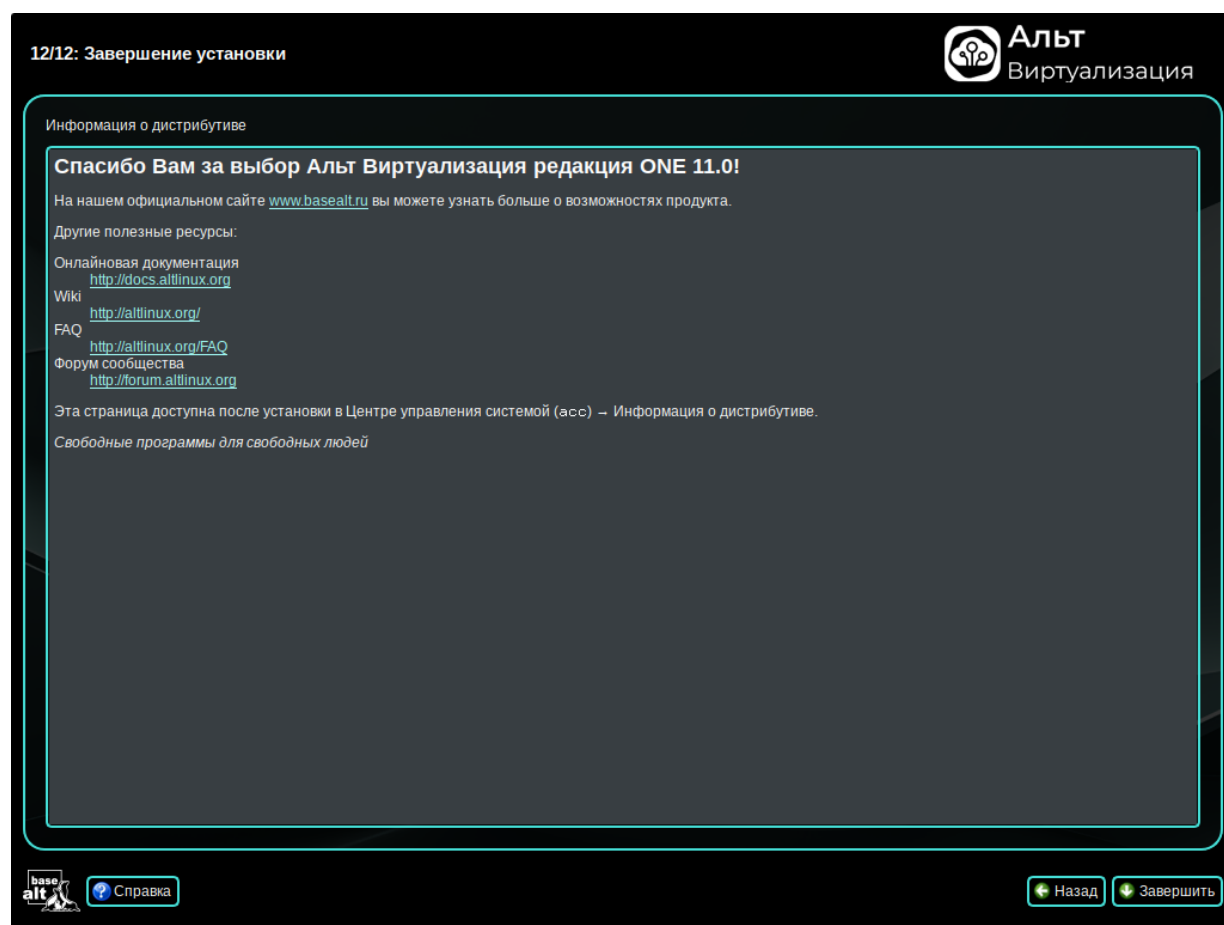 12/12: Завершение установки
Альт
Виртуализация
Информация о дистрибутиве
Спасибо Вам за выбор Альт Виртуализация редакция ONE 11.0!
На нашем официальном сайте www.basealt.ru вы можете узнать больше о возможностях продукта.
Другие полезные ресурсы:
Онлайновая документация
http://docs.altlinux.org
Wiki
http://altlinux.org/
FAQ
http://altlinux.org/FAQ
Форум сообщества
http://forum.altlinux.org
Эта страница доступна после установки в Центре управления системой (acc) → Информация о дистрибутиве.
Свободные программы для свободных людей
base
alt
Справка
Назад
Завершить